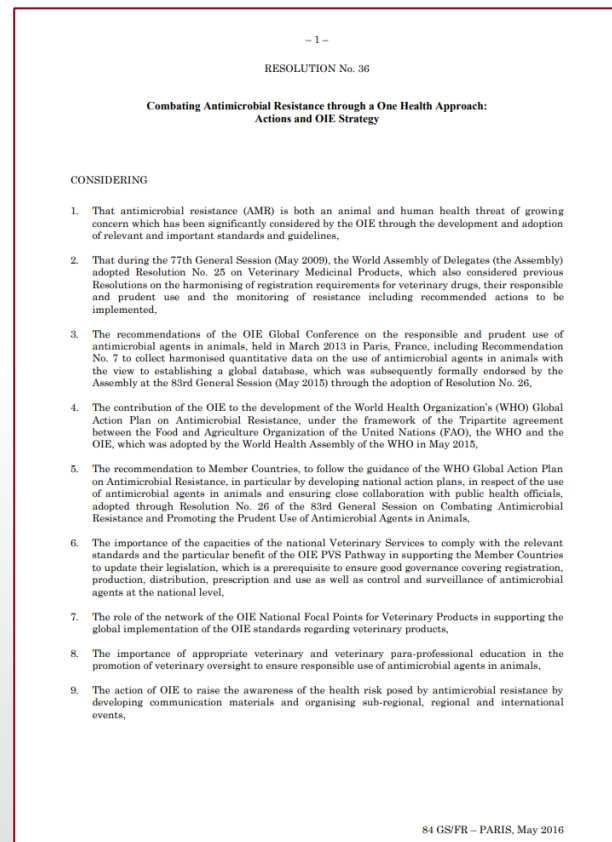 – 1 –
RESOLUTION No. 36
Combating Antimicrobial Resistance through a One Health Approach:
Actions and OIE Strategy
CONSIDERING
1. That antimicrobial resistance (AMR) is both an animal and human health threat of growing
concern which has been significantly considered by the OIE through the development and adoption
of relevant and important standards and guidelines,
2. That during the 77th General Session (May 2009), the World Assembly of Delegates (the Assembly)
adopted Resolution No. 25 on Veterinary Medicinal Products, which also considered previous
Resolutions on the harmonising of registration requirements for veterinary drugs, their responsible
and prudent use and the monitoring of resistance including recommended actions to be
implemented,
3. The recommendations of the OIE Global Conference on the responsible and prudent use of
antimicrobial agents in animals, held in March 2013 in Paris, France, including Recommendation
No. 7 to collect harmonised quantitative data on the use of antimicrobial agents in animals with
the view to establishing a global database, which was subsequently formally endorsed by the
Assembly at the 83rd General Session (May 2015) through the adoption of Resolution No. 26,
4. The contribution of the OIE to the development of the World Health Organization's (WHO) Global
Action Plan on Antimicrobial Resistance, under the framework of the Tripartite agreement
between the Food and Agriculture Organization of the United Nations (FAO), the WHO and the
OIE, which was adopted by the World Health Assembly of the WHO in May 2015,
5. The recommendation to Member Countries, to follow the guidance of the WHO Global Action Plan
on Antimicrobial Resistance, in particular by developing national action plans, in respect of the use
of antimicrobial agents in animals and ensuring close collaboration with public health officials,
adopted through Resolution No. 26 of the 83rd General Session on Combating Antimicrobial
Resistance and Promoting the Prudent Use of Antimicrobial Agents in Animals,
6. The importance of the capacities of the national Veterinary Services to comply with the relevant
standards and the particular benefit of the OIE PVS Pathway in supporting the Member Countries
to update their legislation, which is a prerequisite to ensure good governance covering registration,
production, distribution, prescription and use as well as control and surveillance of antimicrobial
agents at the national level,
7. The role of the network of the OIE National Focal Points for Veterinary Products in supporting the
global implementation of the OIE standards regarding veterinary products,
8. The importance of appropriate veterinary and veterinary para-professional education in the
promotion of veterinary oversight to ensure responsible use of antimicrobial agents in animals,
9. The action of OIE to raise the awareness of the health risk posed by antimicrobial resistance by
developing communication materials and organising sub-regional, regional and international
events,
84 GS/FR – PARIS, May 2016